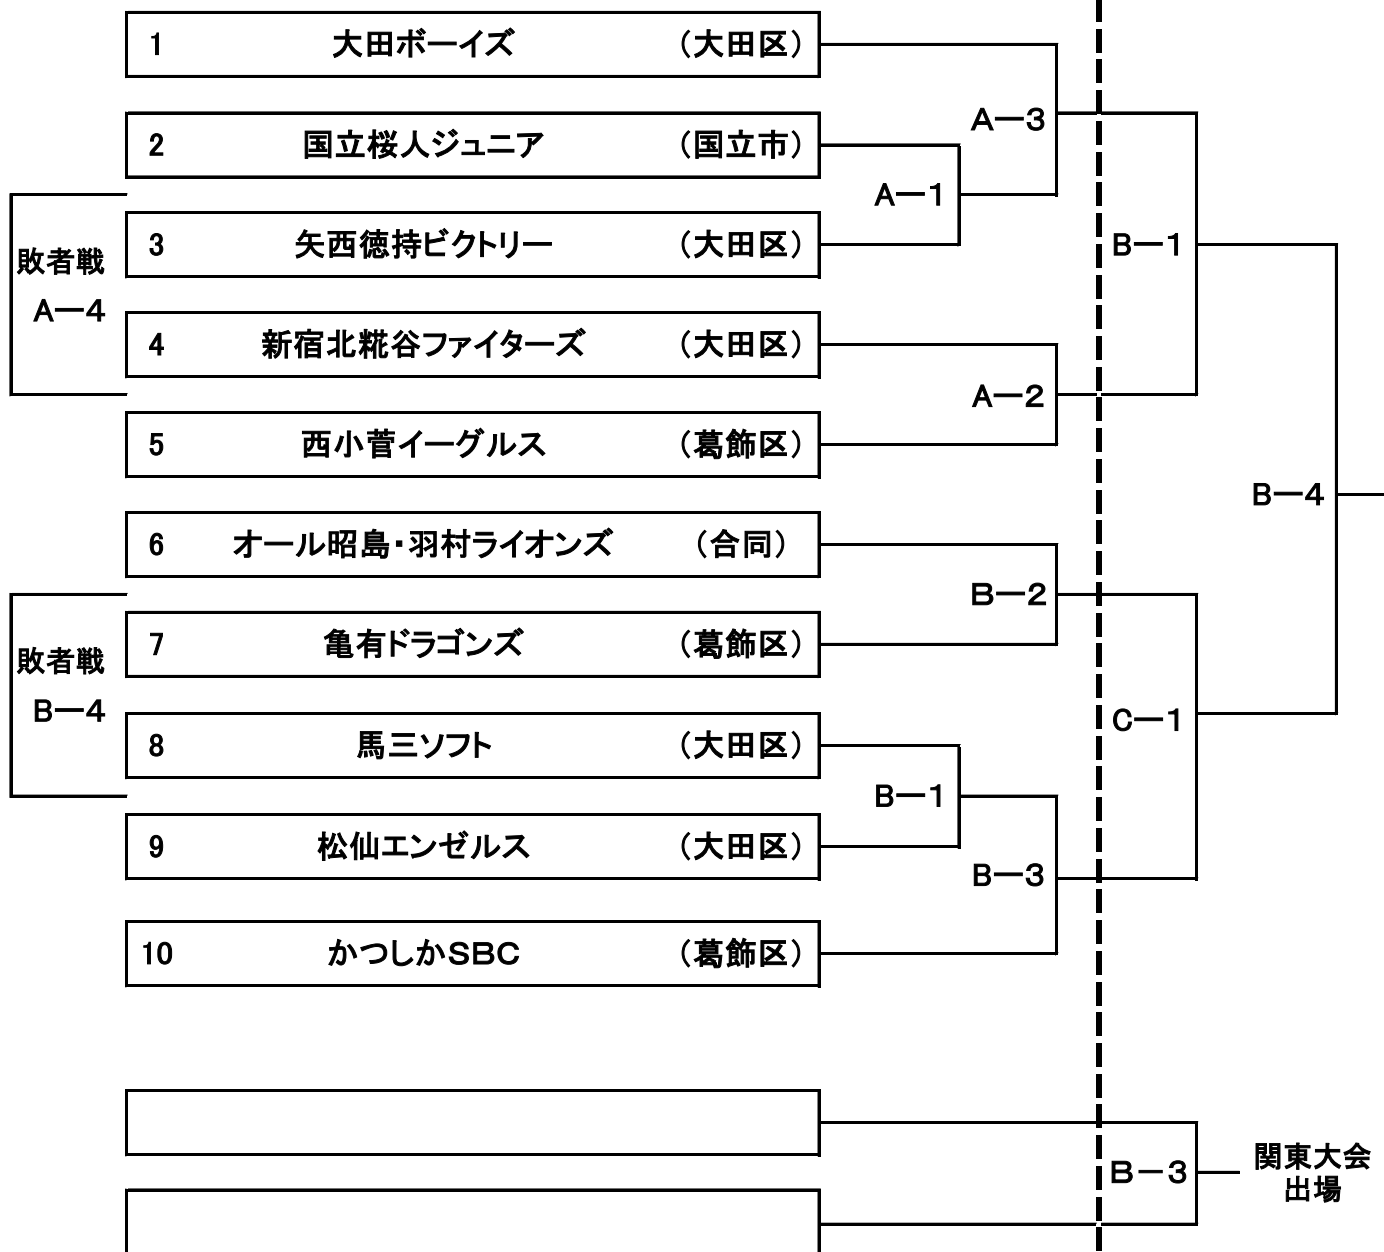 1 大田ボーイズ (大田区)
A－3
2 国立桜人ジュニア (国立市)
A－1
3 矢西徳持ビクトリー (大田区)
B－1
敗者戦
A－4
4 新宿北糀谷ファイターズ (大田区)
A－2
5 西小菅イーグルス (葛飾区)
B－4
6 オール昭島・羽村ライオンズ (合同)
B－2
7 亀有ドラゴンズ (葛飾区)
敗者戦
B－4
C－1
8 馬三ソフト (大田区)
B－1
9 松仙エンゼルス (大田区)
B－3
10 かつしかSBC (葛飾区)
B－3
関東大会
出場